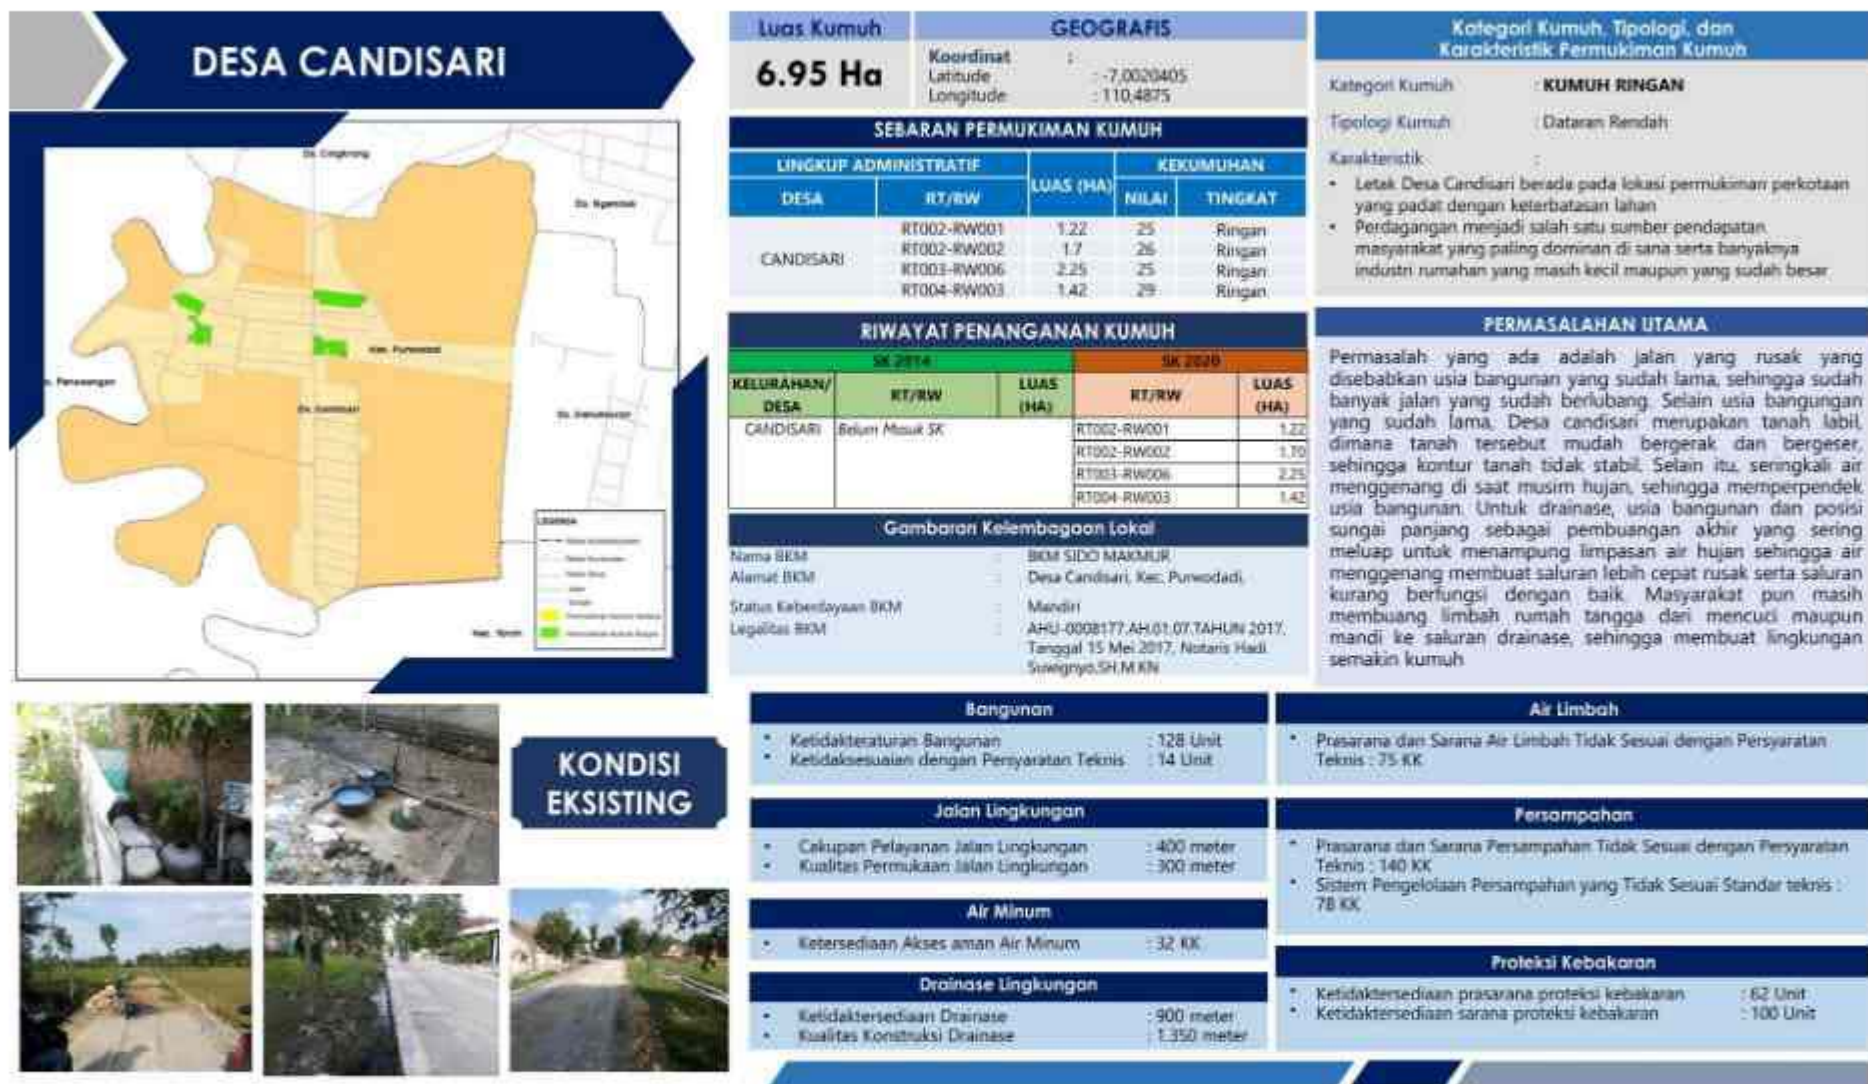 DESA CANDISARI
Ds. Cingkrong
Kec. Purwodadi
Ds. Candisari
LEGENDA
Luas Kumuh
6.95 Ha
GEOGRAFIS
Koordinat :
Latitude : -7,0020405
Longitude : 110,4875
SEBARAN PERMUKIMAN KUMUH
LINGKUP ADMINISTRATIF LUAS (HA) KEKUMUHAN
DESA RT/RW NILAI TINGKAT
CANDISARI
RT002-RW001 1.22 25 Ringan
RT002-RW002 1.7 26 Ringan
RT003-RW006 2.25 25 Ringan
RT004-RW003 1.42 29 Ringan
RIWAYAT PENANGANAN KUMUH
SK 2014 SK 2020
KELURAHAN/ DESA RT/RW LUAS (HA) RT/RW LUAS (HA)
CANDISARI Belum Masuk SK RT002-RW001 1.22
RT002-RW002 1.70
RT003-RW006 2.25
RT004-RW003 1.42
Gambaran Kelembagaan Lokal
Nama BKM : BKM SIDO MAKMUR
Alamat BKM : Desa Candisari, Kec. Purwodadi,
Status Keberdayaan BKM : Mandiri
Legalitas BKM : AHU-0008177.AH.01.07.TAHUN 2017,
Tanggal 15 Mei 2017, Notaris Hadi
Suwignyo,SH.M.KN
Kategori Kumuh, Tipologi, dan
Karakteristik Permukiman Kumuh
Kategori Kumuh : KUMUH RINGAN
Tipologi Kumuh : Dataran Rendah
Karakteristik :
• Letak Desa Candisari berada pada lokasi permukiman perkotaan
yang padat dengan keterbatasan lahan
• Perdagangan menjadi salah satu sumber pendapatan
masyarakat yang paling dominan di sana serta banyaknya
industri rumahan yang masih kecil maupun yang sudah besar
PERMASALAHAN UTAMA
Permasalah yang ada adalah jalan yang rusak yang
disebabkan usia bangunan yang sudah lama, sehingga sudah
banyak jalan yang sudah berlubang. Selain usia bangungan
yang sudah lama, Desa candisari merupakan tanah labil,
dimana tanah tersebut mudah bergerak dan bergeser,
sehingga kontur tanah tidak stabil. Selain itu, seringkali air
menggenang di saat musim hujan, sehingga memperpendek
usia bangunan. Untuk drainase, usia bangunan dan posisi
sungai panjang sebagai pembuangan akhir yang sering
meluap untuk menampung limpasan air hujan sehingga air
menggenang membuat saluran lebih cepat rusak serta saluran
kurang berfungsi dengan baik. Masyarakat pun masih
membuang limbah rumah tangga dari mencuci maupun
mandi ke saluran drainase, sehingga membuat lingkungan
semakin kumuh
KONDISI
EKSISTING
Bangunan
• Ketidakteraturan Bangunan : 128 Unit
• Ketidaksesuaian dengan Persyaratan Teknis : 14 Unit
Jalan Lingkungan
• Cakupan Pelayanan Jalan Lingkungan : 400 meter
• Kualitas Permukaan Jalan Lingkungan : 300 meter
Air Minum
• Ketersediaan Akses aman Air Minum : 32 KK
Drainase Lingkungan
• Ketidaktersediaan Drainase : 900 meter
• Kualitas Konstruksi Drainase : 1.350 meter
Air Limbah
• Prasarana dan Sarana Air Limbah Tidak Sesuai dengan Persyaratan
Teknis : 75 KK
Persampahan
• Prasarana dan Sarana Persampahan Tidak Sesuai dengan Persyaratan
Teknis : 140 KK
• Sistem Pengelolaan Persampahan yang Tidak Sesuai Standar teknis :
78 KK
Proteksi Kebakaran
• Ketidaktersediaan prasarana proteksi kebakaran : 62 Unit
• Ketidaktersediaan sarana proteksi kebakaran : 100 Unit